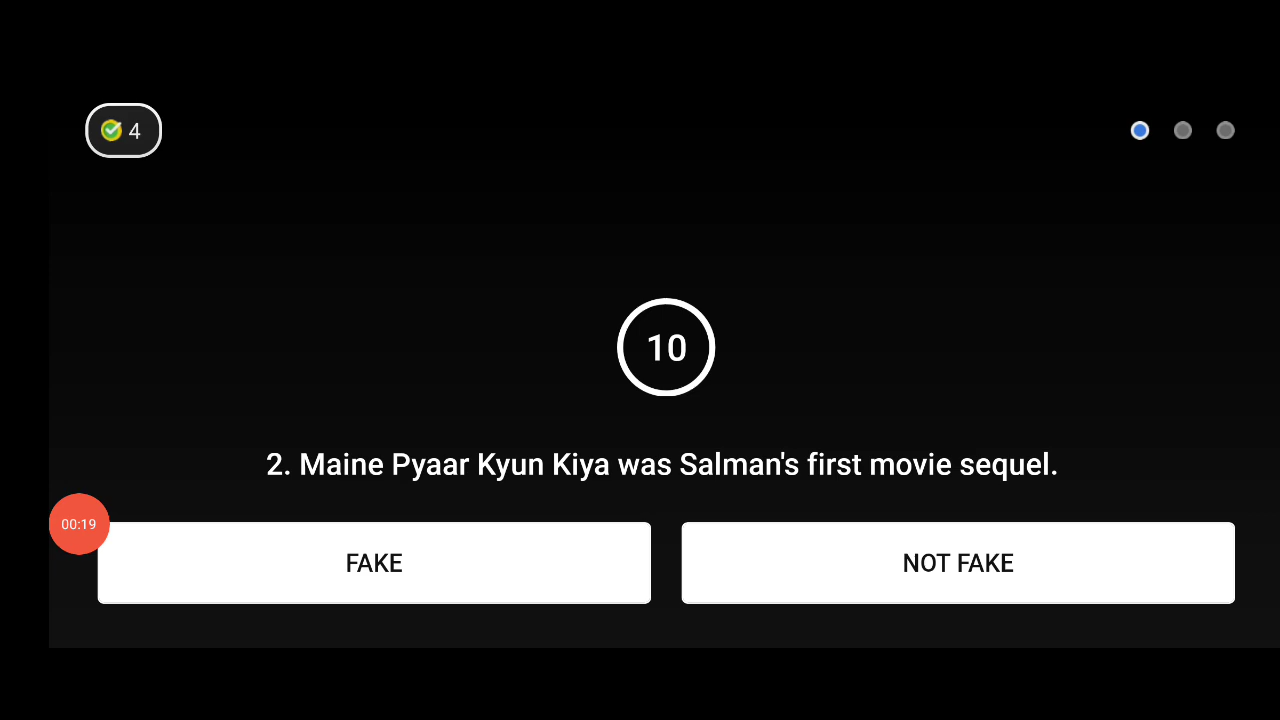 4
10
2. Maine Pyaar Kyun Kiya was Salman's first movie sequel.
00:19
FAKE
NOT FAKE